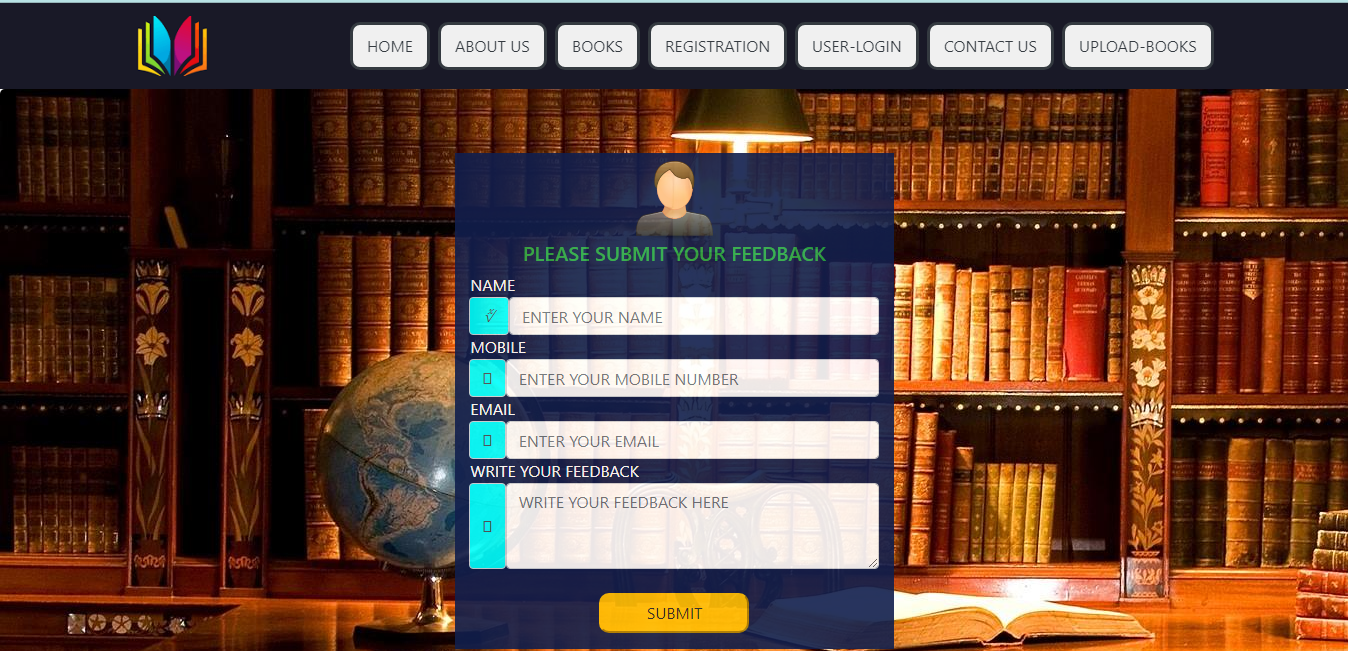 HOME
ABOUT US
BOOKS
REGISTRATION
USER-LOGIN
CONTACT US
UPLOAD-BOOKS
PLEASE SUBMIT YOUR FEEDBACK
NAME
ENTER YOUR NAME
MOBILE
ENTER YOUR MOBILE NUMBER
EMAIL
ENTER YOUR EMAIL
WRITE YOUR FEEDBACK
WRITE YOUR FEEDBACK HERE
SUBMIT